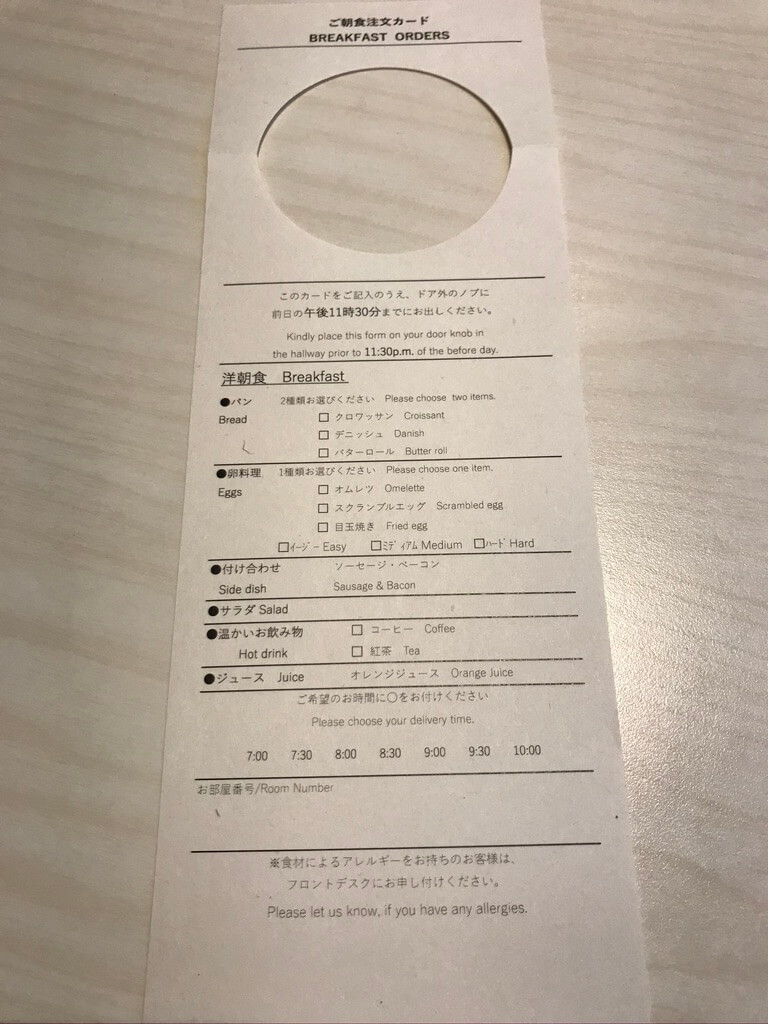 ご朝食注文カード
BREAKFAST ORDERS
このカードをご記入のうえ、ドア外のノブに
前日の午後11時30分までにお出しください。
Kindly place this form on your door knob in
the hallway prior to 11:30p.m. of the before day.
洋朝食 Breakfast
●パン 2種類お選びください Please choose two items.
Bread □ クロワッサン Croissant
□ デニッシュ Danish
□ バターロール Butter roll
●卵料理 1種類お選びください Please choose one item.
Eggs □ オムレツ Omelette
□ スクランブルエッグ Scrambled egg
□ 目玉焼き Fried egg
□イージー Easy □ミディアム Medium □ハード Hard
●付け合わせ ソーセージ・ベーコン
Side dish Sausage & Bacon
●サラダ Salad
●温かいお飲み物 □ コーヒー Coffee
Hot drink □ 紅茶 Tea
●ジュース Juice オレンジジュース Orange Juice
ご希望のお時間に〇をお付けください
Please choose your delivery time.
7:00 7:30 8:00 8:30 9:00 9:30 10:00
お部屋番号/Room Number
※食材によるアレルギーをお持ちのお客様は、
フロントデスクにお申し付けください。
Please let us know, if you have any allergies.